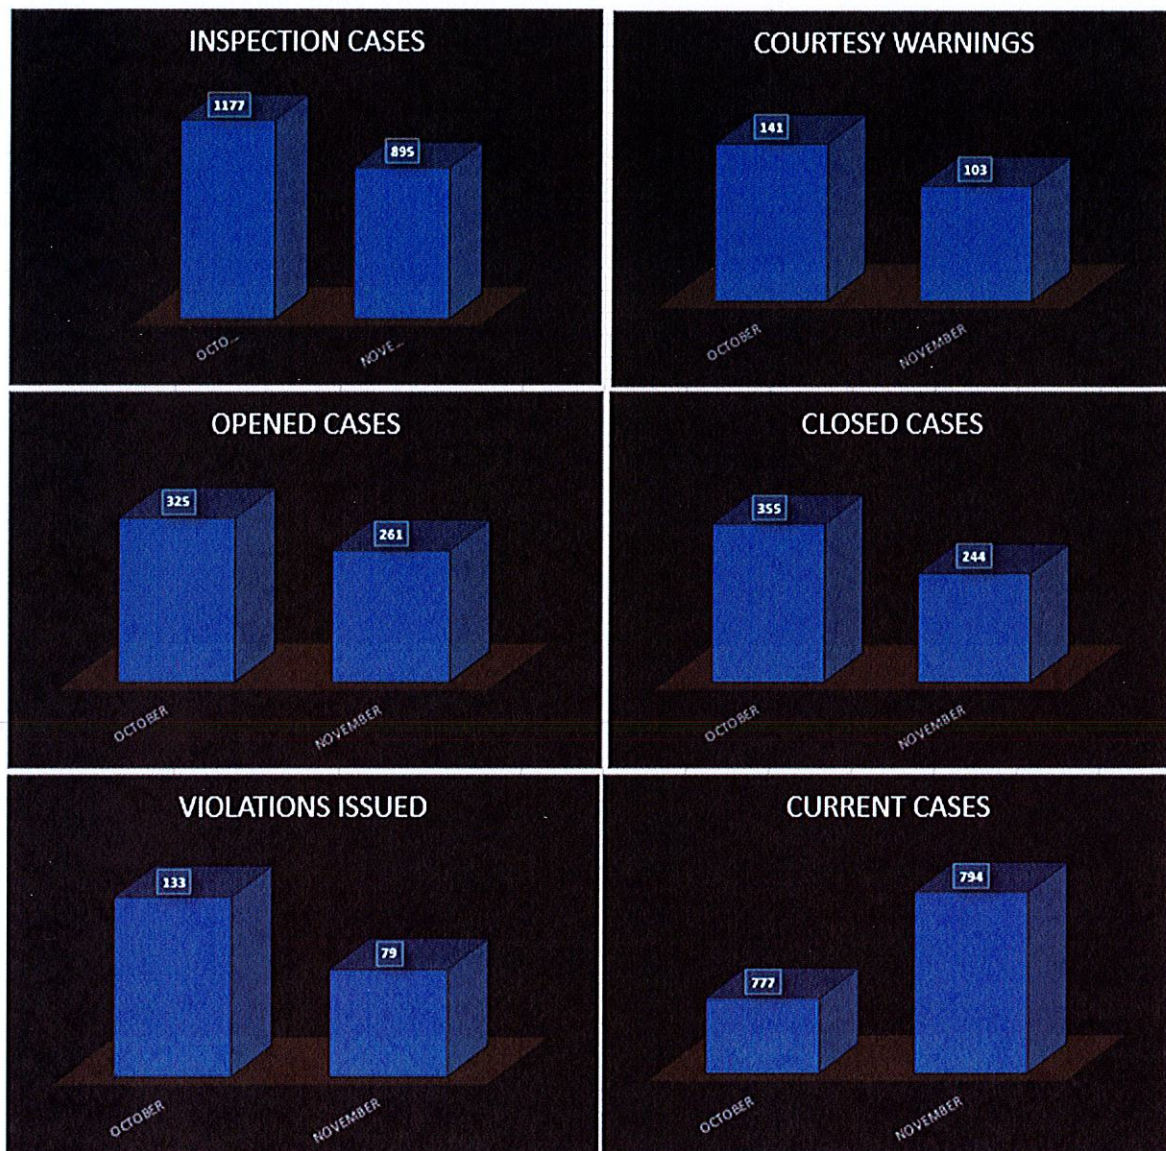 INSPECTION CASES
1177
895
OCTO...
NOVE...
COURTESY WARNINGS
141
103
OCTOBER
NOVEMBER
OPENED CASES
325
261
OCTOBER
NOVEMBER
CLOSED CASES
355
244
OCTOBER
NOVEMBER
VIOLATIONS ISSUED
133
79
OCTOBER
NOVEMBER
CURRENT CASES
777
794
OCTOBER
NOVEMBER